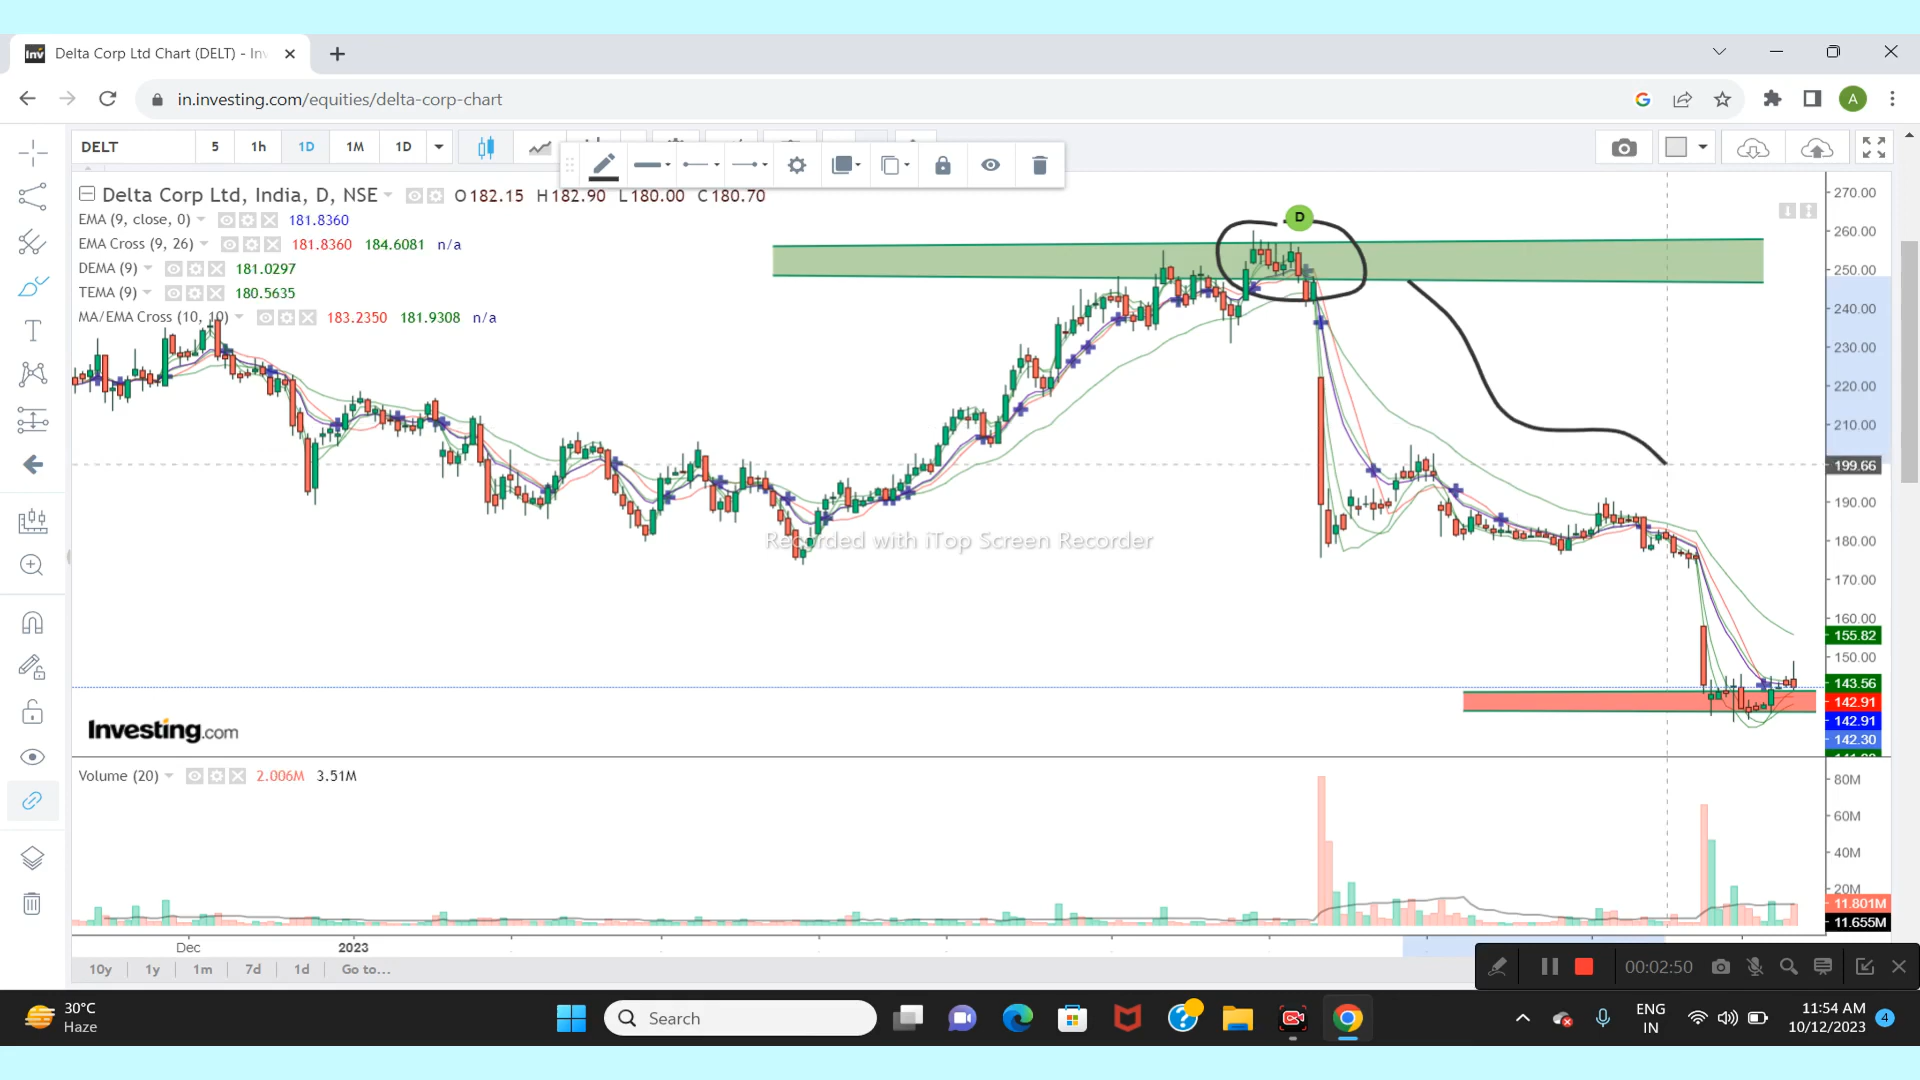 Delta Corp Ltd Chart (DELT) - Inv
in.investing.com/equities/delta-corp-chart
A
DELT 5 1h 1D 1M 1D
Delta Corp Ltd, India, D, NSE O182.15 H182.90 L180.00 C180.70
EMA (9, close, 0) 181.8360
EMA Cross (9, 26) 181.8360 184.6081 n/a
DEMA (9) 181.0297
TEMA (9) 180.5635
MA/EMA Cross (10, 10) 183.2350 181.9308 n/a
D
270.00
260.00
250.00
240.00
230.00
220.00
210.00
199.66
190.00
180.00
170.00
160.00
155.82
150.00
143.56
142.91
142.91
142.30
Recorded with iTop Screen Recorder
Investing.com
Volume (20) 2.006M 3.51M
80M
60M
40M
20M
11.801M
11.655M
Dec 2023
10y 1y 1m 7d 1d Go to...
00:02:50
30°C
Haze
Search
ENG
IN
11:54 AM
10/12/2023
4